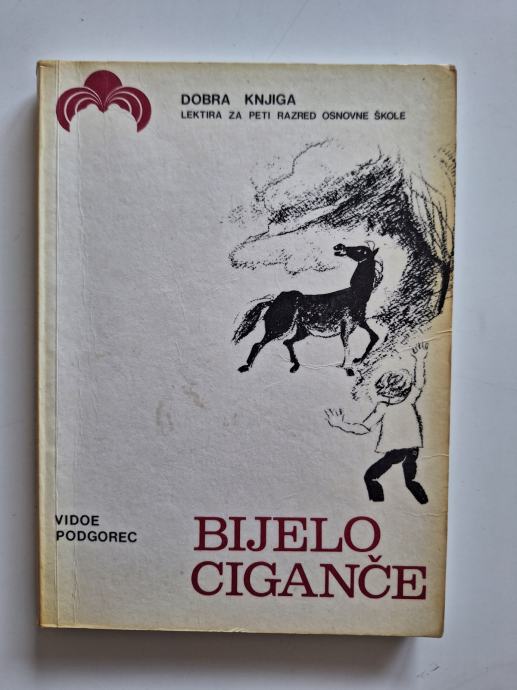 DOBRA KNJIGA
LEKTIRA ZA PETI RAZRED OSNOVNE ŠKOLE
VIDOE
PODGOREC
BIJELO
CIGANČE